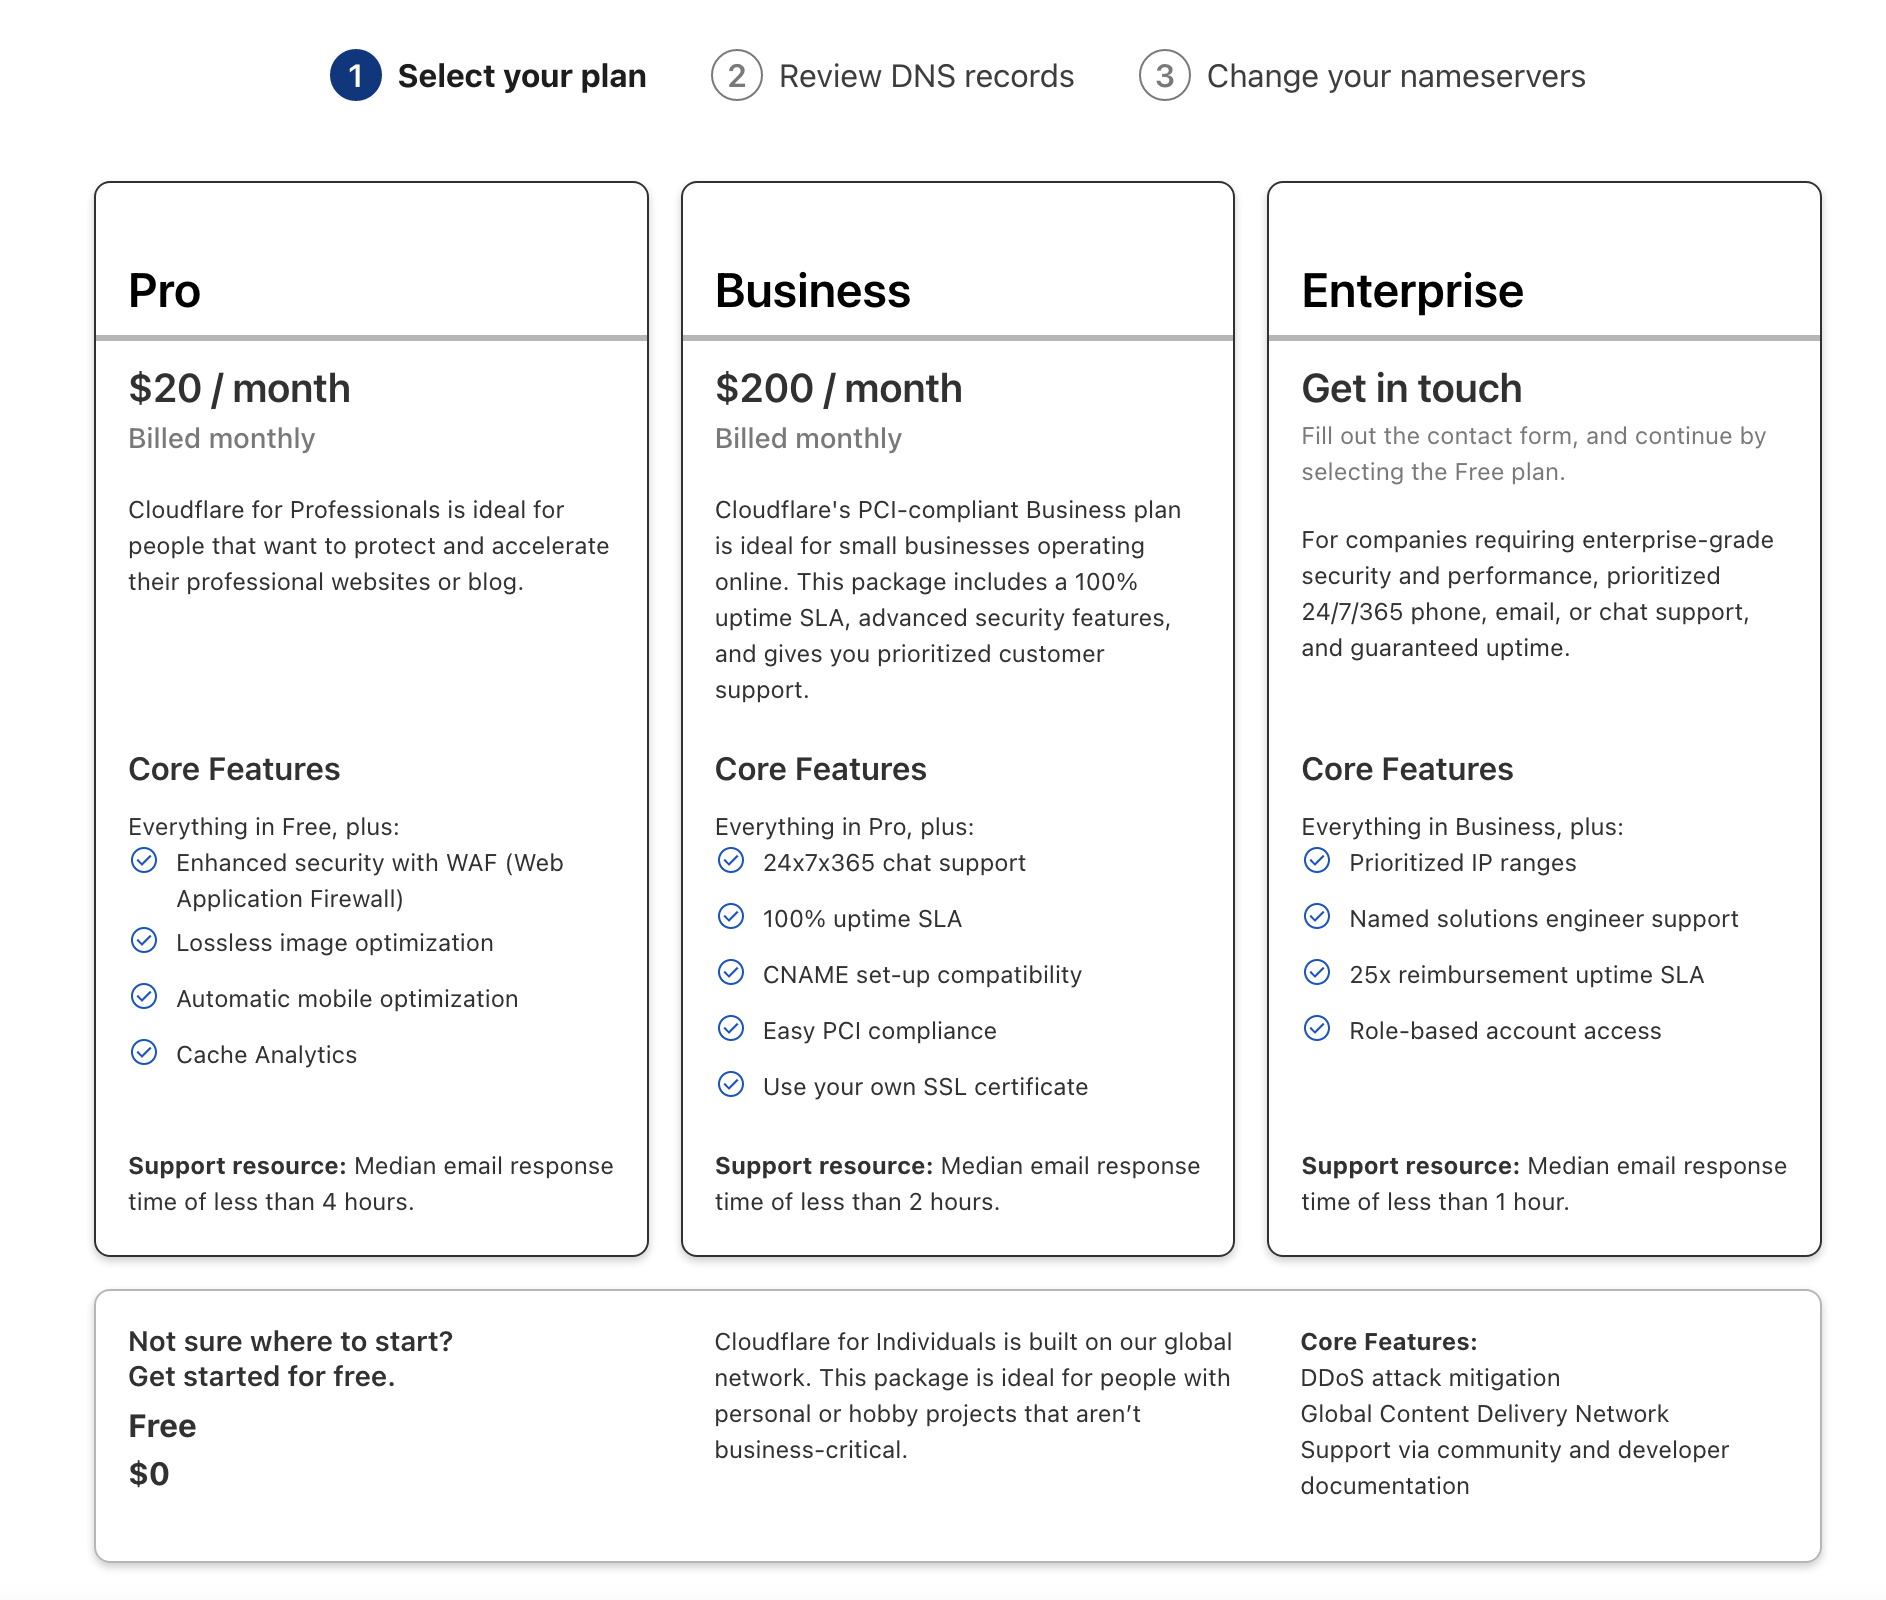 1 Select your plan
2 Review DNS records
3 Change your nameservers
Pro
$20 / month
Billed monthly
Cloudflare for Professionals is ideal for
people that want to protect and accelerate
their professional websites or blog.
Core Features
Everything in Free, plus:
Enhanced security with WAF (Web
Application Firewall)
Lossless image optimization
Automatic mobile optimization
Cache Analytics
Support resource: Median email response
time of less than 4 hours.
Business
$200 / month
Billed monthly
Cloudflare's PCI-compliant Business plan
is ideal for small businesses operating
online. This package includes a 100%
uptime SLA, advanced security features,
and gives you prioritized customer
support.
Core Features
Everything in Pro, plus:
24x7x365 chat support
100% uptime SLA
CNAME set-up compatibility
Easy PCI compliance
Use your own SSL certificate
Support resource: Median email response
time of less than 2 hours.
Enterprise
Get in touch
Fill out the contact form, and continue by
selecting the Free plan.
For companies requiring enterprise-grade
security and performance, prioritized
24/7/365 phone, email, or chat support,
and guaranteed uptime.
Core Features
Everything in Business, plus:
Prioritized IP ranges
Named solutions engineer support
25x reimbursement uptime SLA
Role-based account access
Support resource: Median email response
time of less than 1 hour.
Not sure where to start?
Get started for free.
Free
$0
Cloudflare for Individuals is built on our global
network. This package is ideal for people with
personal or hobby projects that aren’t
business-critical.
Core Features:
DDoS attack mitigation
Global Content Delivery Network
Support via community and developer
documentation